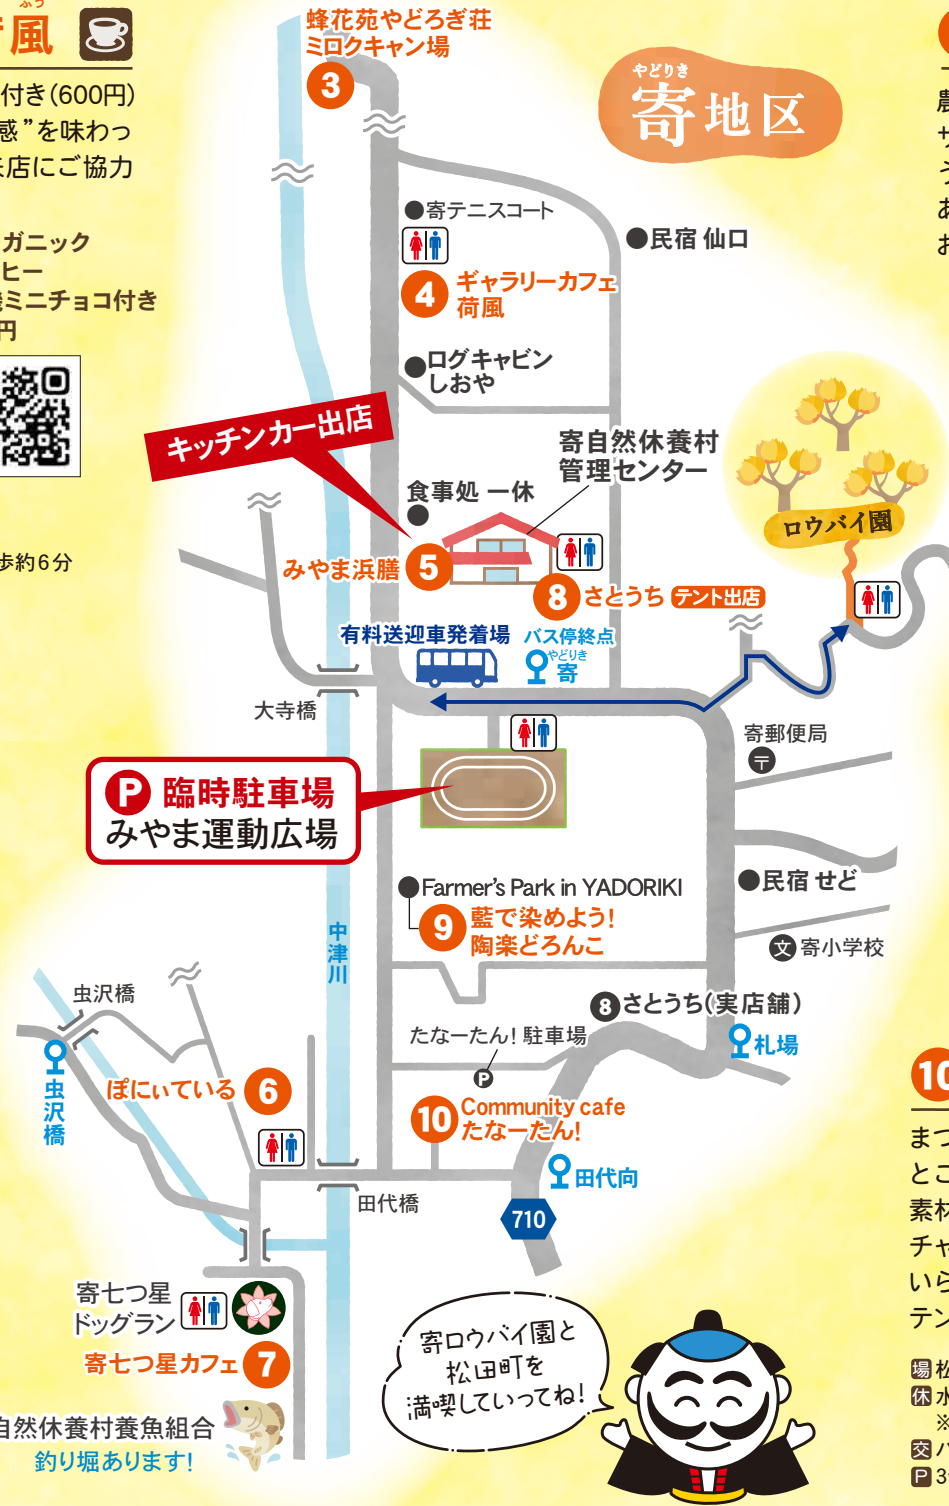 ふう
風
付き(600円)
感”を味わっ
来店にご協力
ガニック
ヒー
ミニチョコ付き
円
歩約6分
蜂花苑やどろぎ荘
ミロクキャン場
3
やどりき
寄地区
寄テニスコート
民宿 仙口
4 ギャラリーカフェ
荷風
ログキャビン
しおや
キッチンカー出店
寄自然休養村
管理センター
食事処 一休
ロウバイ園
みやま浜膳 5
8 さとうち テント出店
有料送迎車発着場
バス停終点
やどりき
寄
大寺橋
寄郵便局
〒
P 臨時駐車場
みやま運動広場
Farmer's Park in YADORIKI
民宿 せど
9 藍で染めよう!
陶楽どろんこ
中津川
文 寄小学校
虫沢橋
8 さとうち(実店舗)
たなーたん! 駐車場
P
札場
虫沢橋
ぽにぃている 6
10 Community cafe
たなーたん!
田代向
田代橋
710
寄七つ星
ドッグラン
寄七つ星カフェ 7
自然休養村養魚組合
釣り堀あります!
寄ロウバイ園と
松田町を
満喫していってね!
農
サ
う
あ
お
10
まつ
とこ
素材
チャ
いら
テン
場 松
休 水
※
交 バ
P 3